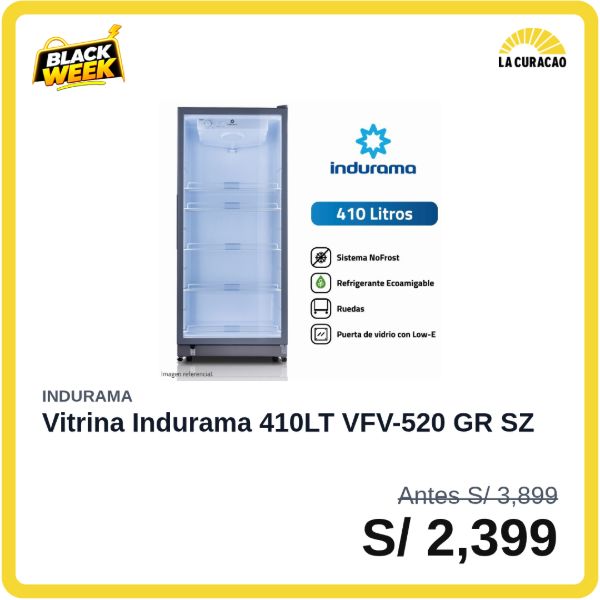 BLACK
WEEK
LA CURACAO
indurama
indurama
410 Litros
Sistema NoFrost
Refrigerante Ecoamigable
Ruedas
Puerta de vidrio con Low-E
Imagen referencial.
INDURAMA
Vitrina Indurama 410LT VFV-520 GR SZ
Antes S/ 3,899
S/ 2,399